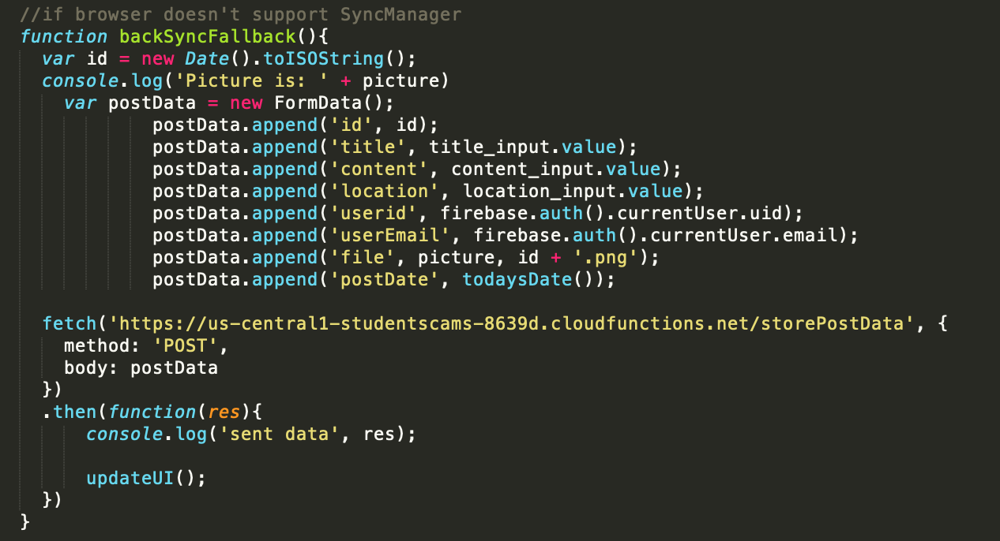 //if browser doesn't support SyncManager
function backSyncFallback(){
  var id = new Date().toISOString();
  console.log('Picture is: ' + picture)
    var postData = new FormData();
            postData.append('id', id);
            postData.append('title', title_input.value);
            postData.append('content', content_input.value);
            postData.append('location', location_input.value);
            postData.append('userid', firebase.auth().currentUser.uid);
            postData.append('userEmail', firebase.auth().currentUser.email);
            postData.append('file', picture, id + '.png');
            postData.append('postDate', todaysDate());

  fetch('https://us-central1-studentscams-8639d.cloudfunctions.net/storePostData', {
    method: 'POST',
    body: postData
  })
  .then(function(res){
      console.log('sent data', res);

      updateUI();
  })
}